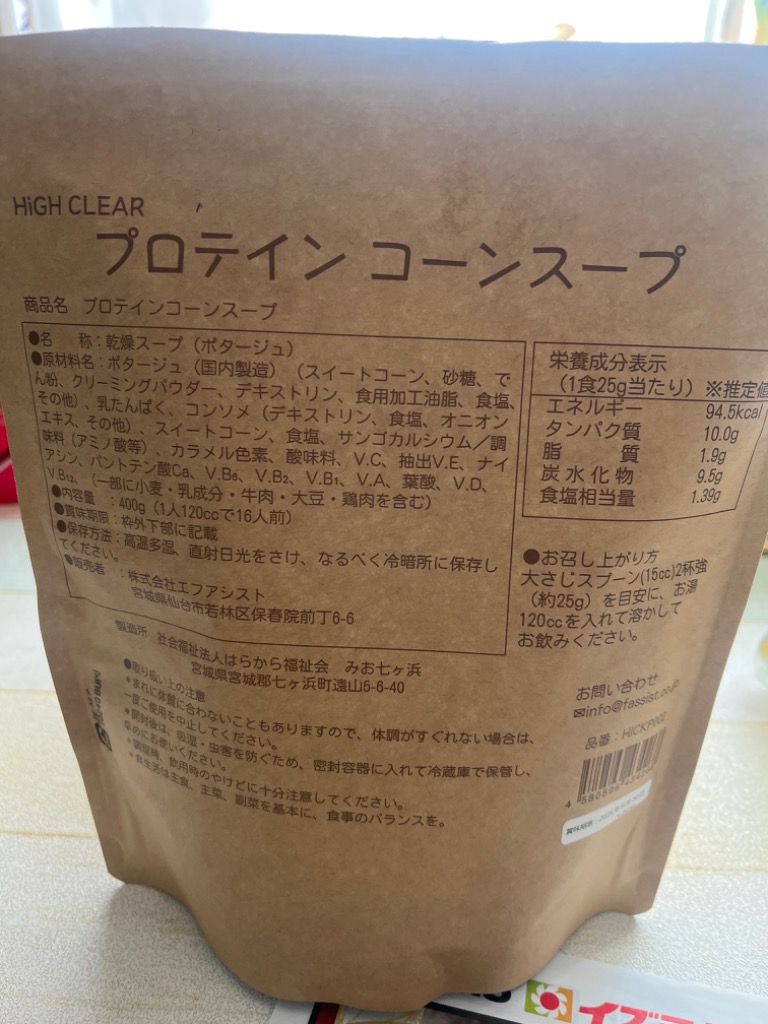 HiGH CLEAR
プロテイン コーンスープ
商品名 プロテインコーンスープ
●名 称：乾燥スープ（ポタージュ）
●原材料名：ポタージュ（国内製造）（スイートコーン、砂糖、で
ん粉、クリーミングパウダー、デキストリン、食用加工油脂、食塩、
その他）、乳たんぱく、コンソメ（デキストリン、食塩、オニオン
エキス、その他）、スイートコーン、食塩、サンゴカルシウム／調
味料（アミノ酸等）、カラメル色素、酸味料、V.C、抽出V.E、ナイ
アシン、パントテン酸Ca、V.B₆、V.B₂、V.B₁、V.A、葉酸、V.D、
V.B₁₂、（一部に小麦・乳成分・牛肉・大豆・鶏肉を含む）
●内容量 ：400g（1人120ccで16人前）
●賞味期限：枠外下部に記載
●保存方法：高温多湿、直射日光をさけ、なるべく冷暗所に保存し
てください。
●販売者 ：株式会社エフアシスト
宮城県仙台市若林区保春院前丁6-6
製造所 社会福祉法人はらから福祉会 みお七ヶ浜
宮城県宮城郡七ヶ浜町遠山5-6-40
●取り扱い上の注意
＊まれに体質に合わないこともありますので、体調がすぐれない場合は、
一度ご使用を中止してください。
＊開封後は、吸湿・虫害を防ぐため、密封容器に入れて冷蔵庫で保管し、
早めにお使いください。
＊調理時、飲用時のやけどに十分注意してください。
＊食生活は主食、主菜、副菜を基本に、食事のバランスを。
栄養成分表示
（1食25g当たり）※推定値
エネルギー 94.5kcal
タンパク質 10.0g
脂 質 1.9g
炭水化物 9.5g
食塩相当量 1.39g
●お召し上がり方
大さじスプーン(15cc)2杯強
（約25g）を目安に、お湯
120ccを入れて溶かして
お飲みください。
お問い合わせ
✉info@fassist.co.jp
品番：HICKP002
賞味期限：